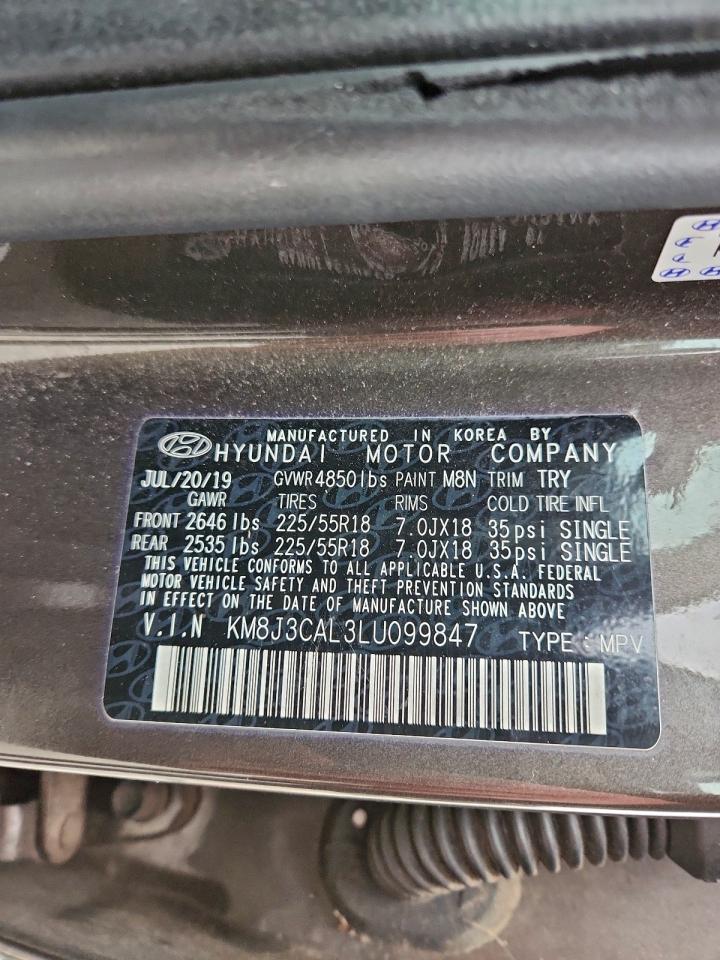 MANUFACTURED IN KOREA BY
HYUNDAI MOTOR COMPANY
JUL/20/19 GVWR 4850lbs PAINT M8N TRIM TRY
GAWR TIRES RIMS COLD TIRE INFL
FRONT 2646 lbs 225/55R18 7.0JX18 35psi SINGLE
REAR 2535 lbs 225/55R18 7.0JX18 35psi SINGLE
THIS VEHICLE CONFORMS TO ALL APPLICABLE U.S.A. FEDERAL
MOTOR VEHICLE SAFETY AND THEFT PREVENTION STANDARDS
IN EFFECT ON THE DATE OF MANUFACTURE SHOWN ABOVE
V.I.N KM8J3CAL3LU099847 TYPE : MPV